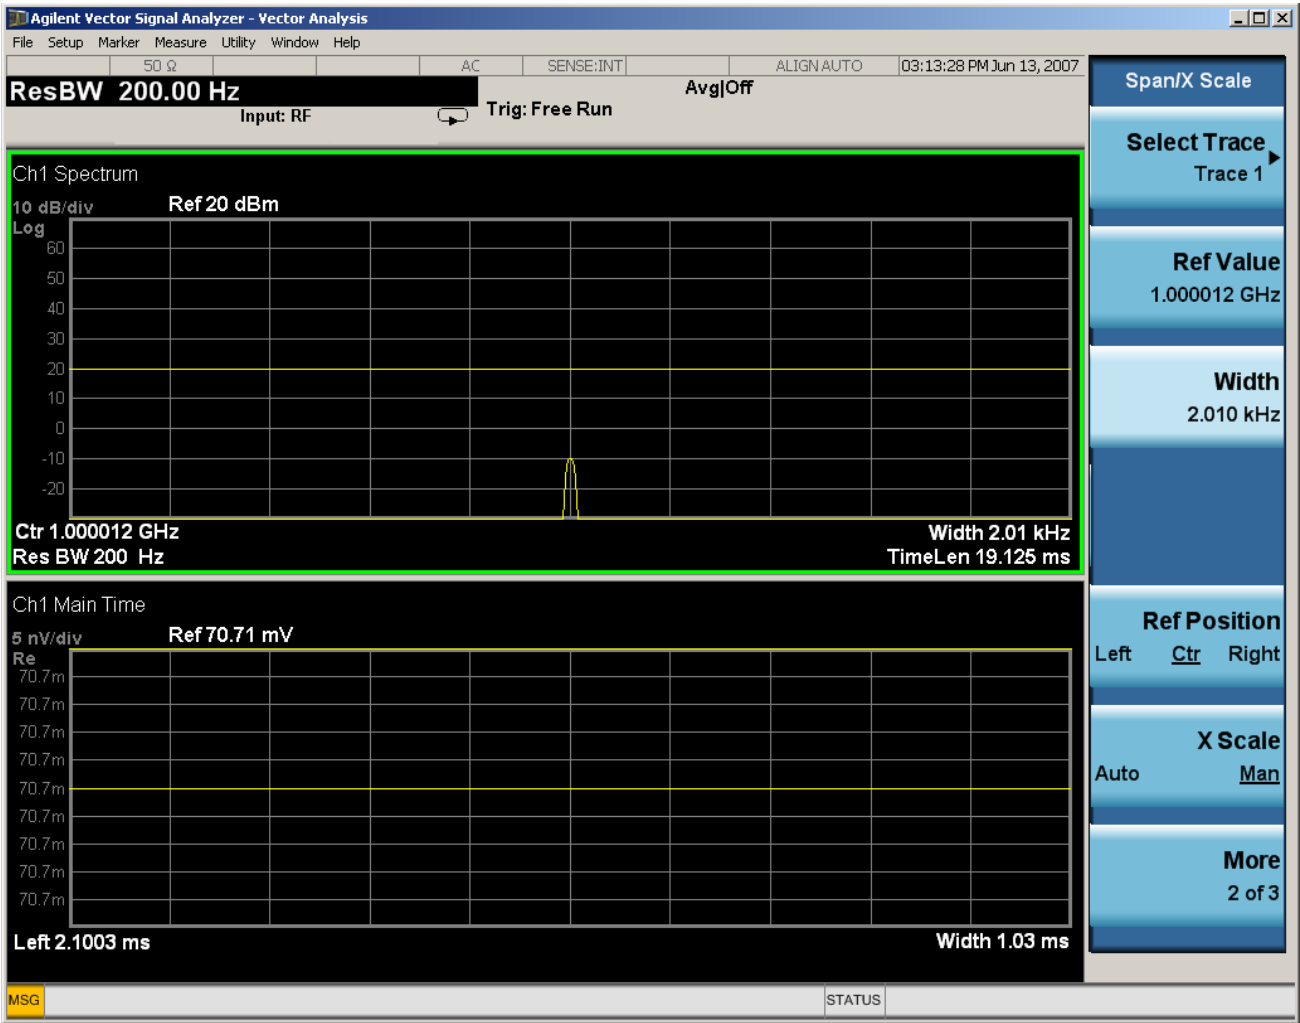 Agilent Vector Signal Analyzer - Vector Analysis
File Setup Marker Measure Utility Window Help
50 Ω AC SENSE:INT ALIGN AUTO 03:13:28 PM Jun 13, 2007
ResBW 200.00 Hz
Input: RF
Trig: Free Run
Avg|Off
Ch1 Spectrum
10 dB/div Ref 20 dBm
Log
60
50
40
30
20
10
0
-10
-20
Ctr 1.000012 GHz Width 2.01 kHz
Res BW 200 Hz TimeLen 19.125 ms
Ch1 Main Time
5 nV/div Ref 70.71 mV
Re
70.7m
70.7m
70.7m
70.7m
70.7m
70.7m
70.7m
70.7m
70.7m
Left 2.1003 ms Width 1.03 ms
Span/X Scale
Select Trace
Trace 1
Ref Value
1.000012 GHz
Width
2.010 kHz
Ref Position
Left Ctr Right
X Scale
Auto Man
More
2 of 3
MSG STATUS